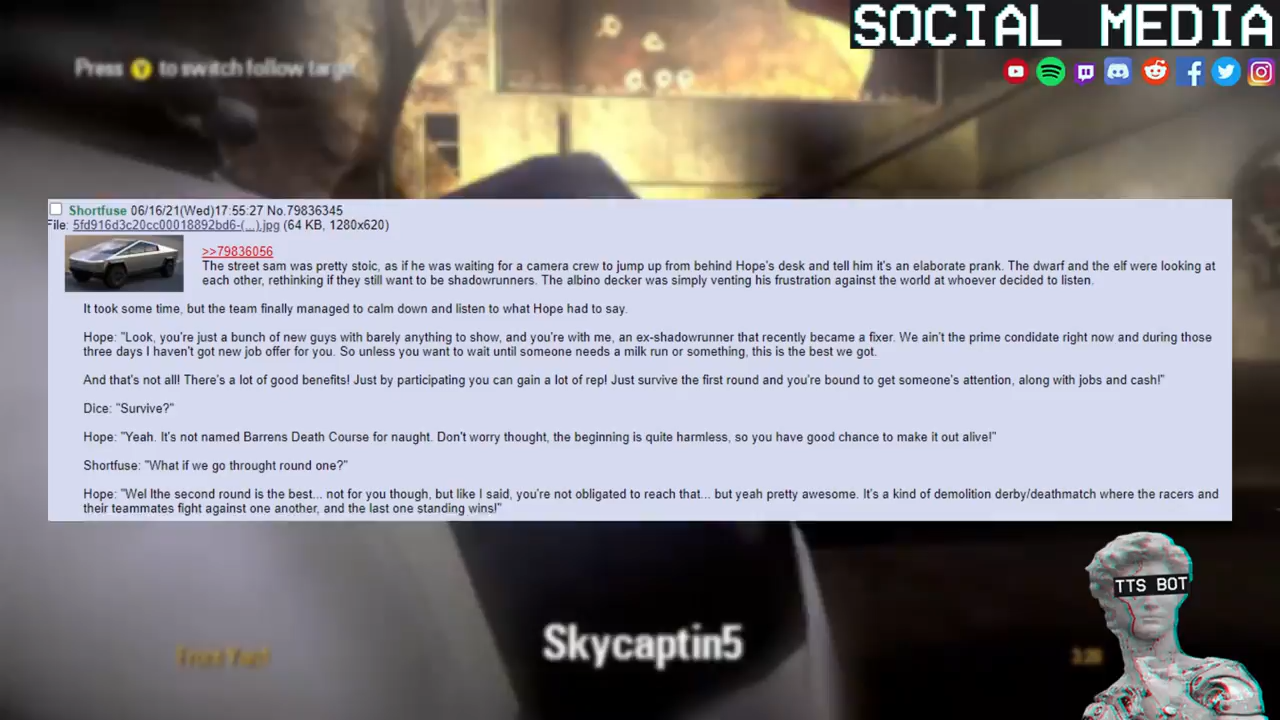 SOCIAL MEDIA
Press Y to switch follow target
Shortfuse 06/16/21(Wed)17:55:27 No.79836345
File: 5fd916d3c20cc00018892bd6-(...).jpg (64 KB, 1280x620)
>>79836056
The street sam was pretty stoic, as if he was waiting for a camera crew to jump up from behind Hope's desk and tell him it's an elaborate prank. The dwarf and the elf were looking at
each other, rethinking if they still want to be shadowrunners. The albino decker was simply venting his frustration against the world at whoever decided to listen.
It took some time, but the team finally managed to calm down and listen to what Hope had to say.
Hope: "Look, you're just a bunch of new guys with barely anything to show, and you're with me, an ex-shadowrunner that recently became a fixer. We ain't the prime condidate right now and during those
three days I haven't got new job offer for you. So unless you want to wait until someone needs a milk run or something, this is the best we got.
And that's not all! There's a lot of good benefits! Just by participating you can gain a lot of rep! Just survive the first round and you're bound to get someone's attention, along with jobs and cash!"
Dice: "Survive?"
Hope: "Yeah. It's not named Barrens Death Course for naught. Don't worry thought, the beginning is quite harmless, so you have good chance to make it out alive!"
Shortfuse: "What if we go throught round one?"
Hope: "Wel lthe second round is the best... not for you though, but like I said, you're not obligated to reach that... but yeah pretty awesome. It's a kind of demolition derby/deathmatch where the racers and
their teammates fight against one another, and the last one standing wins!"
TTS BOT
Skycaptin5